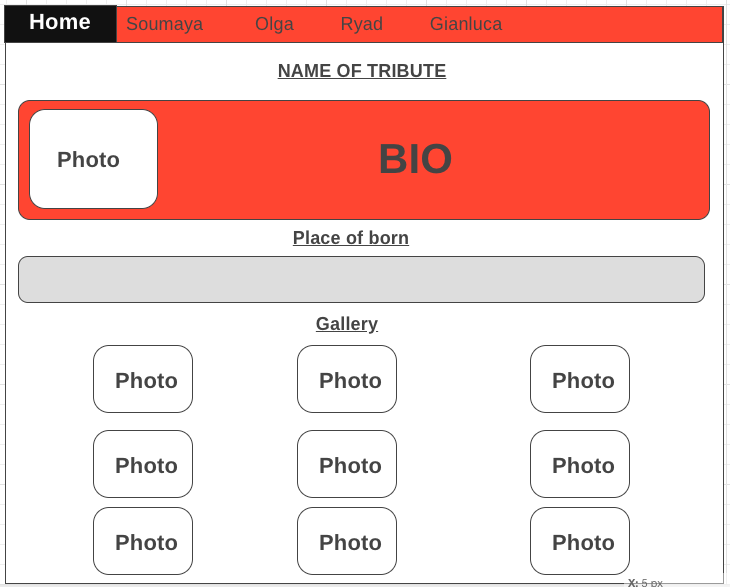 Home Soumaya Olga Ryad Gianluca
NAME OF TRIBUTE
Photo BIO
Place of born
Gallery
Photo Photo Photo
Photo Photo Photo
Photo Photo Photo
X: 5 px